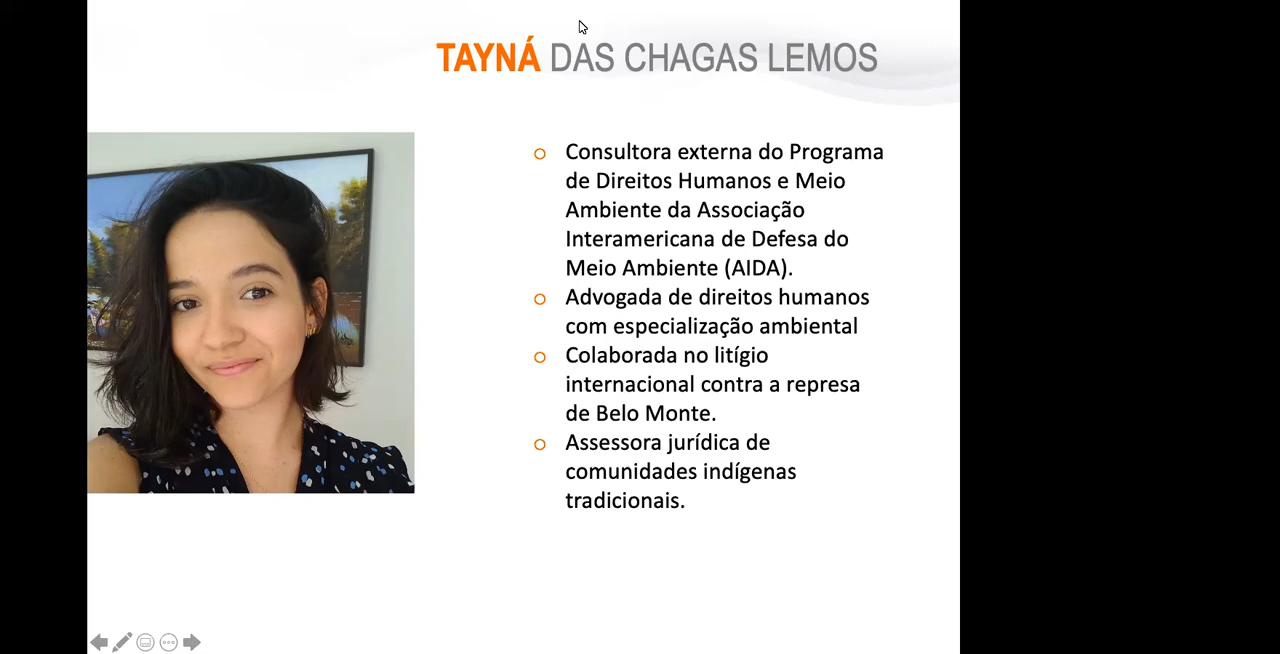 TAYNÁ DAS CHAGAS LEMOS
Consultora externa do Programa
de Direitos Humanos e Meio
Ambiente da Associação
Interamericana de Defesa do
Meio Ambiente (AIDA).
Advogada de direitos humanos
com especialização ambiental
Colaborada no litígio
internacional contra a represa
de Belo Monte.
Assessora jurídica de
comunidades indígenas
tradicionais.